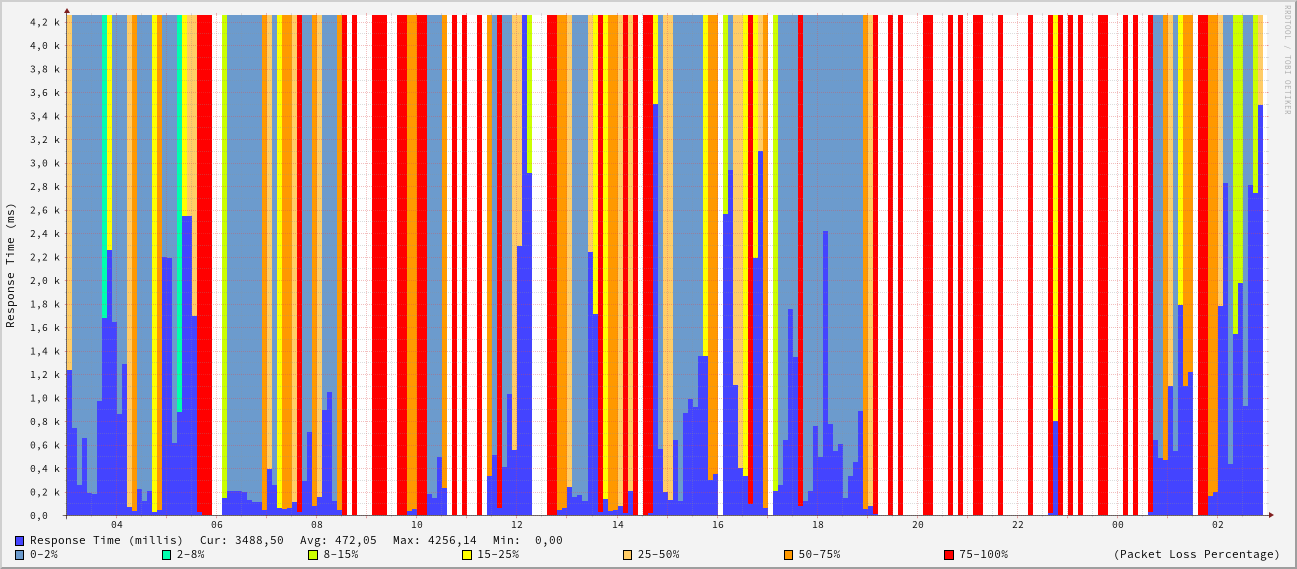 RRDTOOL / TOBI OETIKER
Response Time (ms)
4,2 k
4,0 k
3,8 k
3,6 k
3,4 k
3,2 k
3,0 k
2,8 k
2,6 k
2,4 k
2,2 k
2,0 k
1,8 k
1,6 k
1,4 k
1,2 k
1,0 k
0,8 k
0,6 k
0,4 k
0,2 k
0,0
04 06 08 10 12 14 16 18 20 22 00 02
Response Time (millis) Cur: 3488,50 Avg: 472,05 Max: 4256,14 Min: 0,00
0-2% 2-8% 8-15% 15-25% 25-50% 50-75% 75-100% (Packet Loss Percentage)